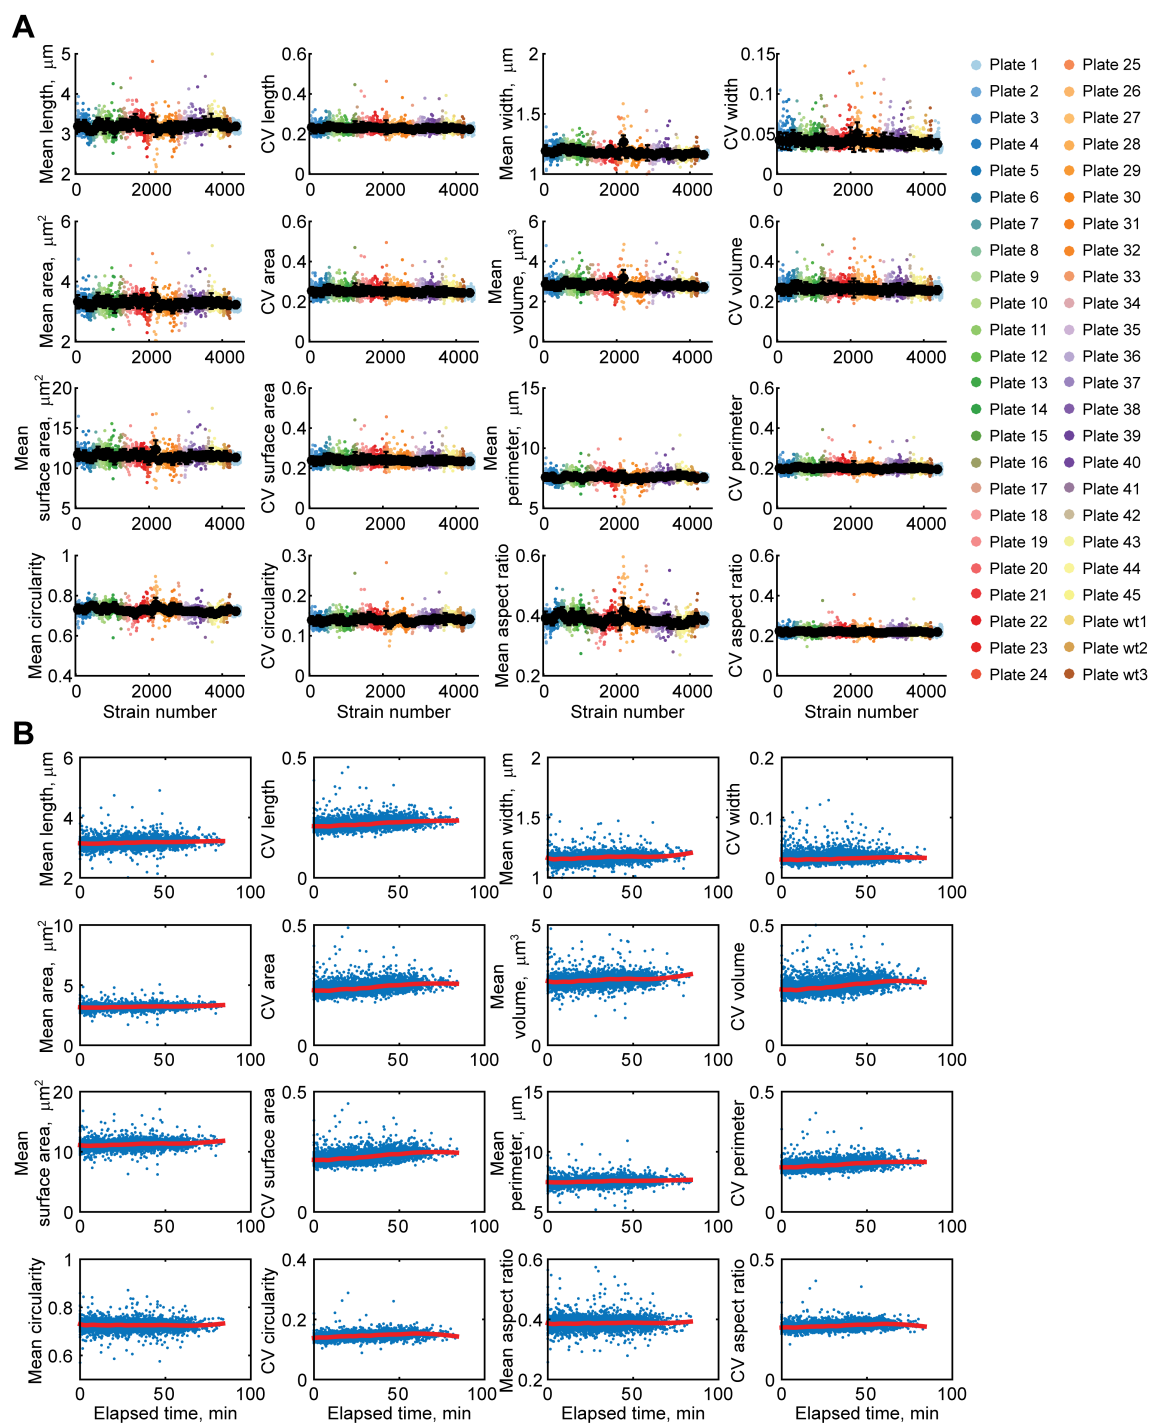 A
Mean length, μm
5
4
3
2
0 2000 4000
CV length
0.6
0.4
0.2
0
0 2000 4000
Mean width, μm
2
1.5
1
0 2000 4000
CV width
0.15
0.1
0.05
0
0 2000 4000
Mean area, μm²
6
4
2
0 2000 4000
CV area
0.6
0.4
0.2
0
0 2000 4000
Mean
volume, μm³
6
4
2
0
0 2000 4000
CV volume
0.6
0.4
0.2
0
0 2000 4000
Mean
surface area, μm²
20
15
10
5
0 2000 4000
CV surface area
0.6
0.4
0.2
0
0 2000 4000
Mean
perimeter, μm
15
10
5
0 2000 4000
CV perimeter
0.6
0.4
0.2
0
0 2000 4000
Mean circularity
1
0.8
0.6
0.4
0 2000 4000
Strain number
CV circularity
0.3
0.2
0.1
0
0 2000 4000
Strain number
Mean aspect ratio
0.6
0.4
0.2
0 2000 4000
Strain number
CV aspect ratio
0.6
0.4
0.2
0
0 2000 4000
Strain number
Plate 1
Plate 2
Plate 3
Plate 4
Plate 5
Plate 6
Plate 7
Plate 8
Plate 9
Plate 10
Plate 11
Plate 12
Plate 13
Plate 14
Plate 15
Plate 16
Plate 17
Plate 18
Plate 19
Plate 20
Plate 21
Plate 22
Plate 23
Plate 24
Plate 25
Plate 26
Plate 27
Plate 28
Plate 29
Plate 30
Plate 31
Plate 32
Plate 33
Plate 34
Plate 35
Plate 36
Plate 37
Plate 38
Plate 39
Plate 40
Plate 41
Plate 42
Plate 43
Plate 44
Plate 45
Plate wt1
Plate wt2
Plate wt3
B
Mean length, μm
6
4
2
0 50 100
CV length
0.5
0
0 50 100
Mean width, μm
2
1.5
1
0 50 100
CV width
0.2
0.1
0
0 50 100
Mean area, μm²
10
5
0
0 50 100
CV area
0.5
0
0 50 100
Mean
volume, μm³
5
0
0 50 100
CV volume
0.5
0
0 50 100
Mean
surface area, μm²
20
10
0
0 50 100
CV surface area
0.5
0
0 50 100
Mean
perimeter, μm
15
10
5
0 50 100
CV perimeter
0.5
0
0 50 100
Mean circularity
1
0.8
0.6
0 50 100
Elapsed time, min
CV circularity
0.4
0.2
0
0 50 100
Elapsed time, min
Mean aspect ratio
0.6
0.4
0.2
0 50 100
Elapsed time, min
CV aspect ratio
0.5
0
0 50 100
Elapsed time, min